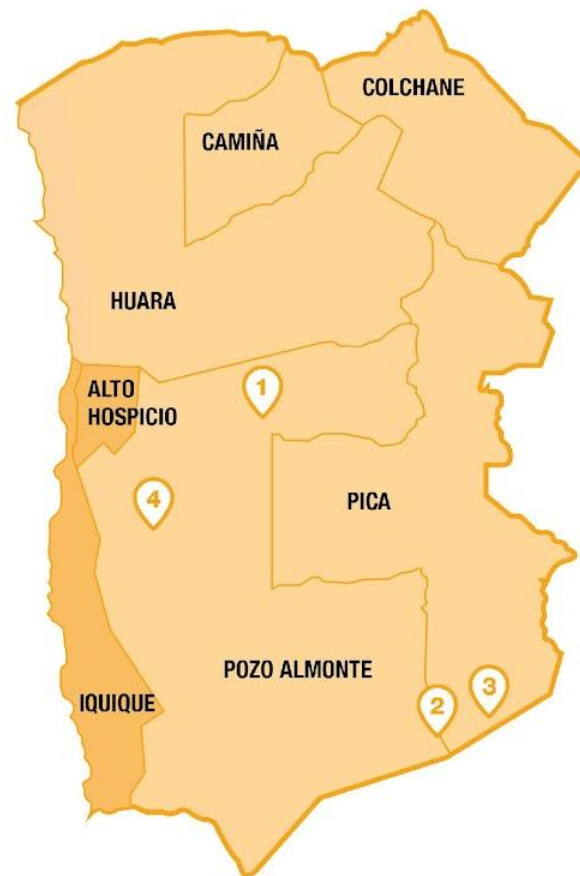 COLCHANE
CAMIÑA
HUARA
ALTO
HOSPICIO
1
4
PICA
POZO ALMONTE
IQUIQUE
2
3